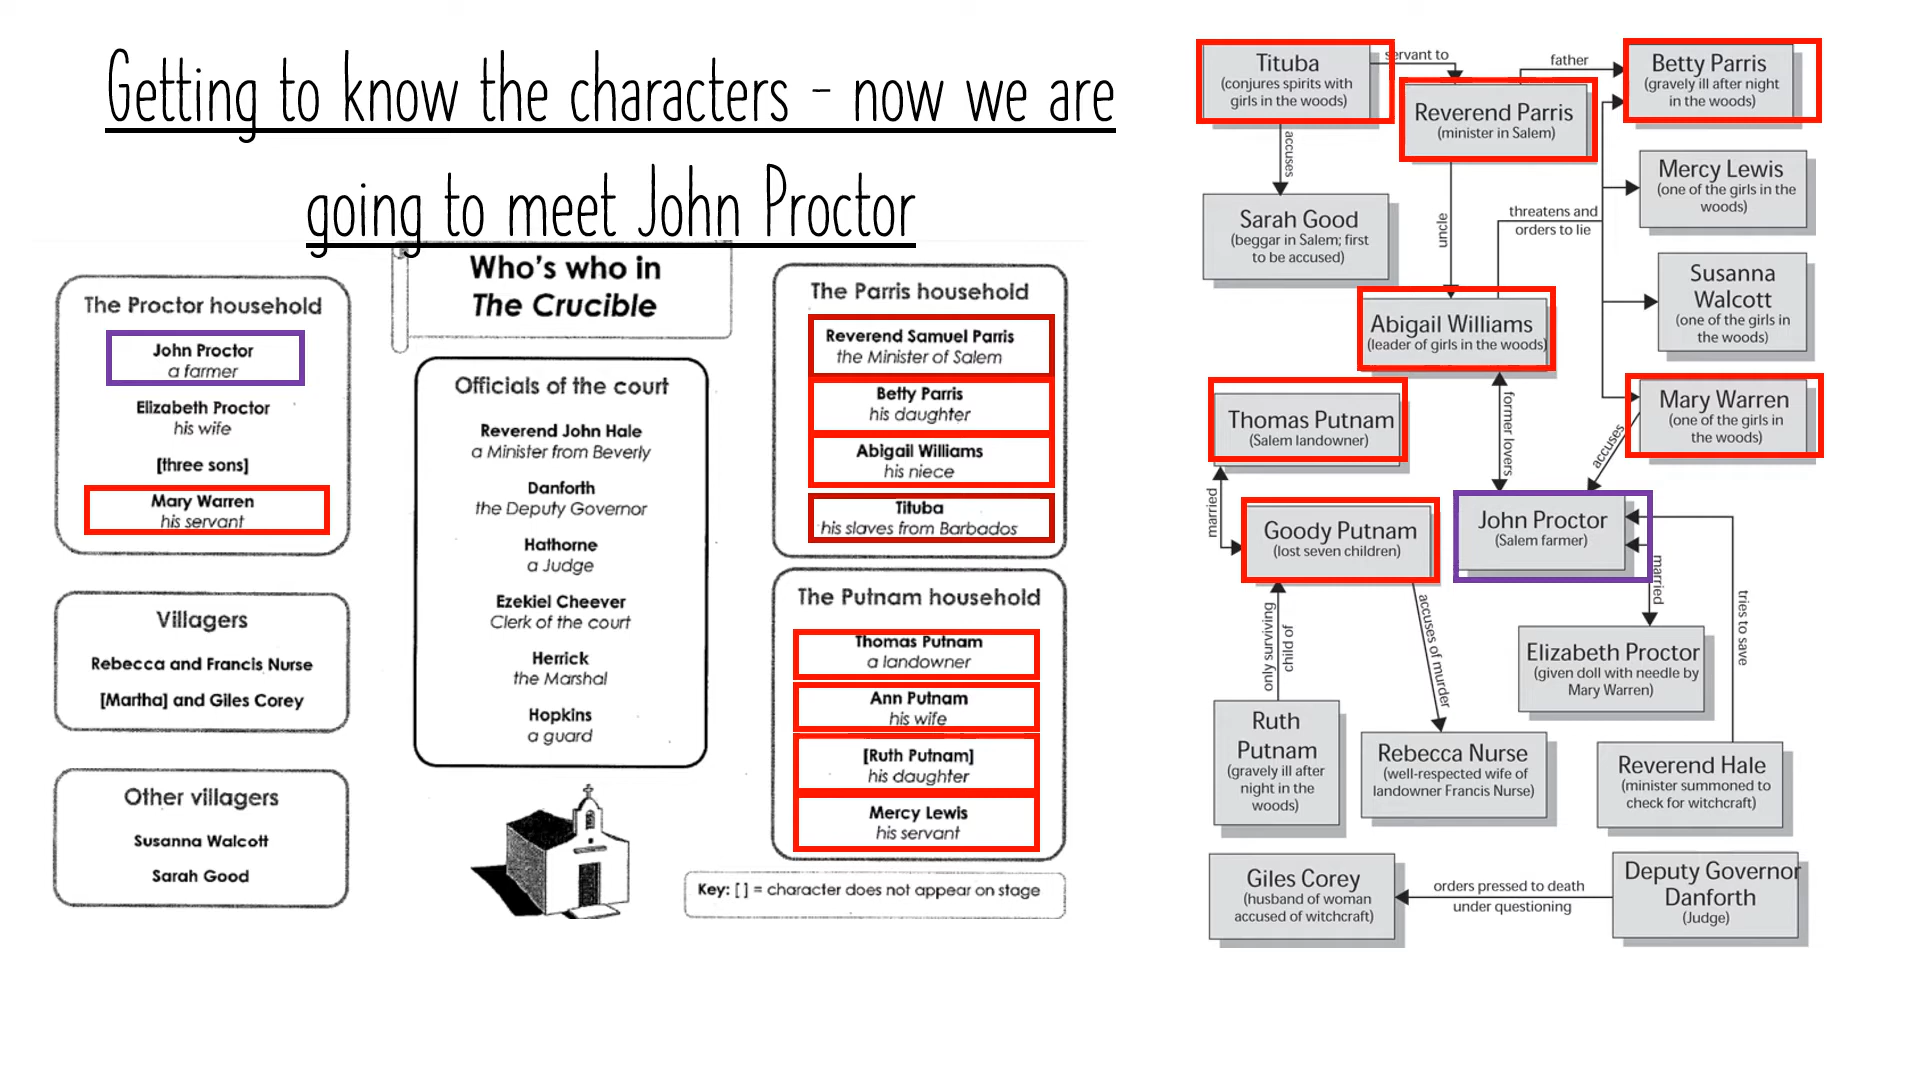 Getting to know the characters - now we are
going to meet John Proctor
Who's who in
The Crucible
The Proctor household
John Proctor
a farmer
Elizabeth Proctor
his wife
[three sons]
Mary Warren
his servant
Villagers
Rebecca and Francis Nurse
[Martha] and Giles Corey
Other villagers
Susanna Walcott
Sarah Good
Officials of the court
Reverend John Hale
a Minister from Beverly
Danforth
the Deputy Governor
Hathorne
a Judge
Ezekiel Cheever
Clerk of the court
Herrick
the Marshal
Hopkins
a guard
The Parris household
Reverend Samuel Parris
the Minister of Salem
Betty Parris
his daughter
Abigail Williams
his niece
Tituba
his slaves from Barbados
The Putnam household
Thomas Putnam
a landowner
Ann Putnam
his wife
[Ruth Putnam]
his daughter
Mercy Lewis
his servant
Key: [ ] = character does not appear on stage
Tituba
(conjures spirits with
girls in the woods)
servant to
Reverend Parris
(minister in Salem)
father
Betty Parris
(gravely ill after night
in the woods)
accuses
Sarah Good
(beggar in Salem; first
to be accused)
uncle
threatens and
orders to lie
Mercy Lewis
(one of the girls in the
woods)
Susanna
Walcott
(one of the girls in
the woods)
Abigail Williams
(leader of girls in the woods)
Thomas Putnam
(Salem landowner)
former lovers
Mary Warren
(one of the girls in
the woods)
accuses
married
Goody Putnam
(lost seven children)
John Proctor
(Salem farmer)
married
tries to save
only surviving
child of
accuses of murder
Elizabeth Proctor
(given doll with needle by
Mary Warren)
Ruth
Putnam
(gravely ill after
night in the
woods)
Rebecca Nurse
(well-respected wife of
landowner Francis Nurse)
Reverend Hale
(minister summoned to
check for witchcraft)
Giles Corey
(husband of woman
accused of witchcraft)
orders pressed to death
under questioning
Deputy Governor
Danforth
(Judge)